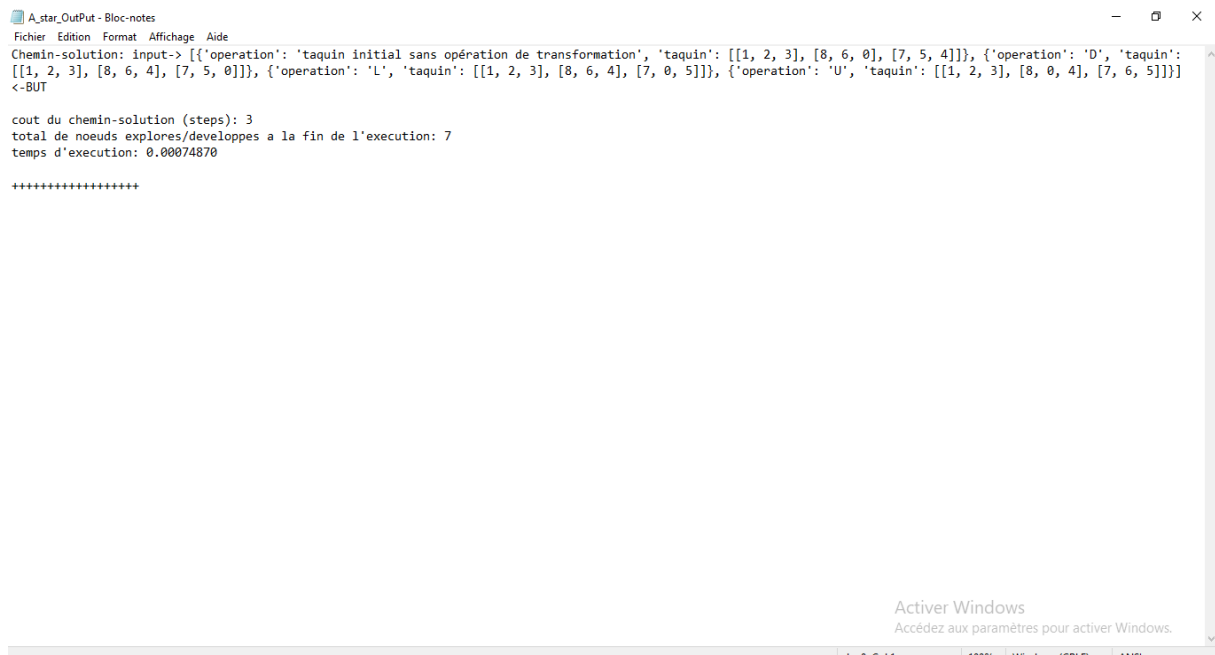 A_star_OutPut - Bloc-notes
Fichier Edition Format Affichage Aide
Chemin-solution: input-> [{'operation': 'taquin initial sans opération de transformation', 'taquin': [[1, 2, 3], [8, 6, 0], [7, 5, 4]]}, {'operation': 'D', 'taquin':
[[1, 2, 3], [8, 6, 4], [7, 5, 0]]}, {'operation': 'L', 'taquin': [[1, 2, 3], [8, 6, 4], [7, 0, 5]]}, {'operation': 'U', 'taquin': [[1, 2, 3], [8, 0, 4], [7, 6, 5]]}]
<-BUT
cout du chemin-solution (steps): 3
total de noeuds explores/developpes a la fin de l'execution: 7
temps d'execution: 0.00074870
++++++++++++++++++
Activer Windows
Accédez aux paramètres pour activer Windows.